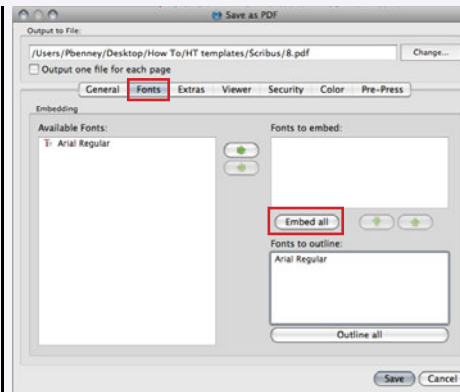 Save as PDF
Output to File:
/Users/Pbenney/Desktop/How To/HT templates/Scribus/8.pdf
Change...
Output one file for each page
General Fonts Extras Viewer Security Color Pre-Press
Embedding
Available Fonts:
Arial Regular
Fonts to embed:
Embed all
Fonts to outline:
Arial Regular
Outline all
Save Cancel